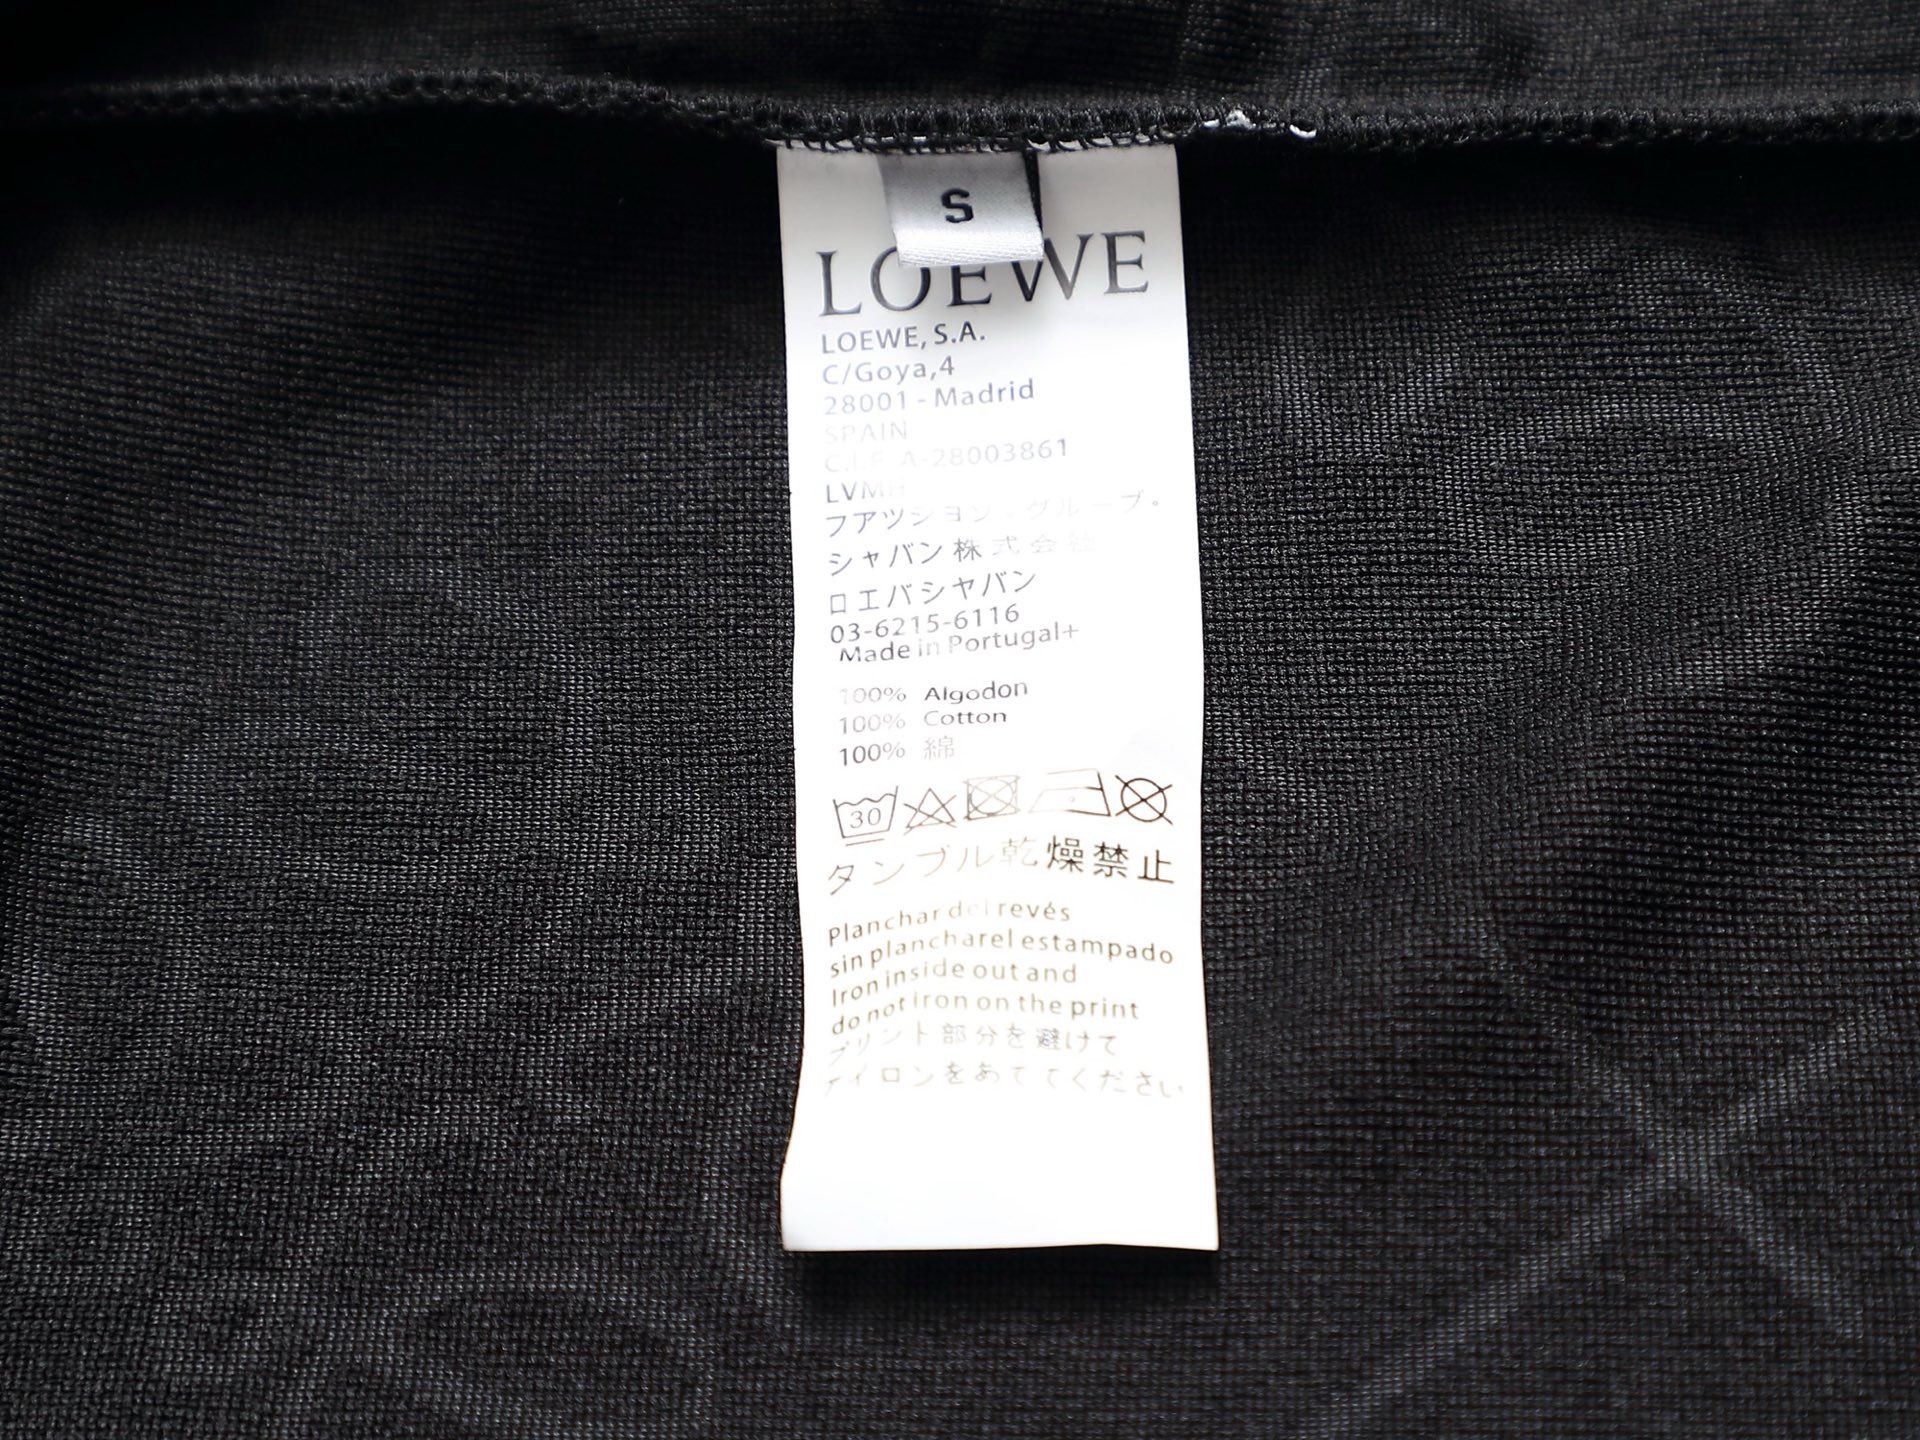 S
LOEWE
LOEWE, S.A.
C/Goya,4
28001 - Madrid
SPAIN
C.I.F. A-28003861
LVMH
フアツシヨン.グループ。
シャバン株式会社
ロエバシヤバン
03-6215-6116
Made in Portugal+
100% Algodon
100% Cotton
100% 綿
30
タンブル乾燥禁止
Planchar del revés
sin plancharel estampado
Iron inside out and
do not iron on the print
プリント部分を避けて
アイロンをあててください